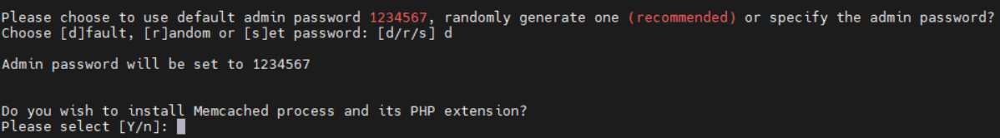 Please choose to use default admin password 1234567, randomly generate one (recommended) or specify the admin password?
Choose [d]fault, [r]andom or [s]et password: [d/r/s] d
Admin password will be set to 1234567
Do you wish to install Memcached process and its PHP extension?
Please select [Y/n]: